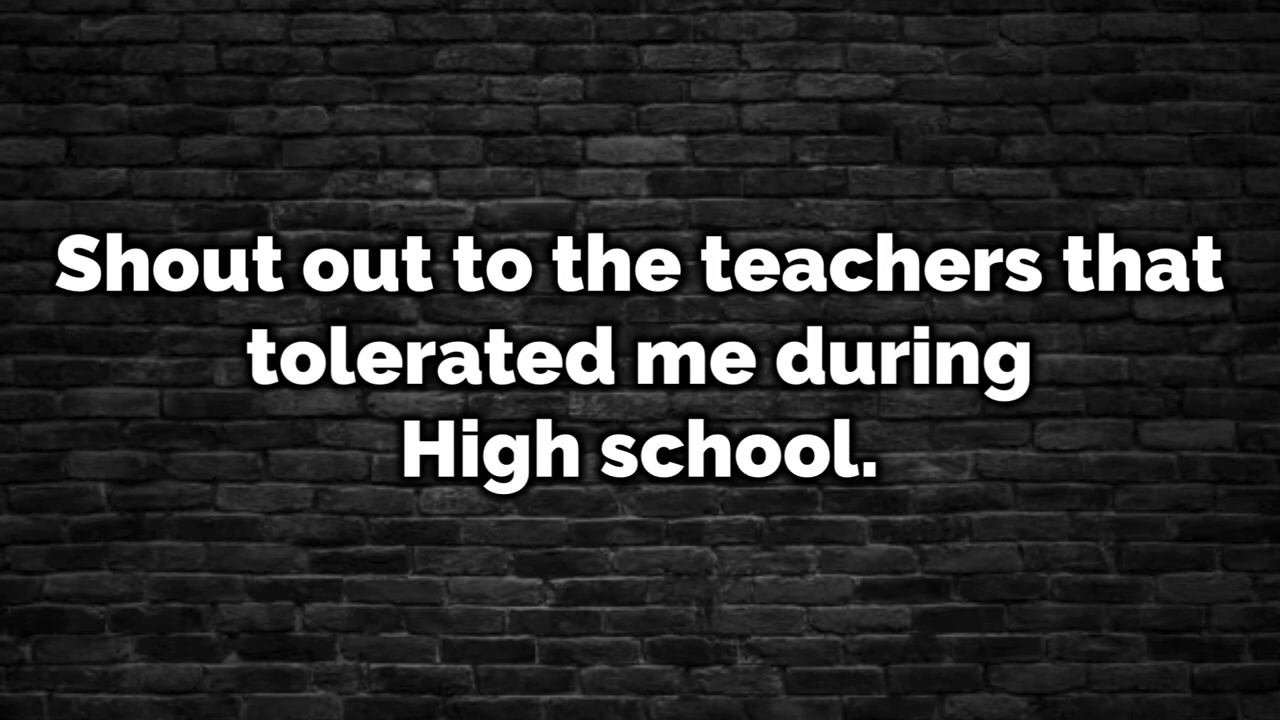 Shout out to the teachers that
tolerated me during
High school.